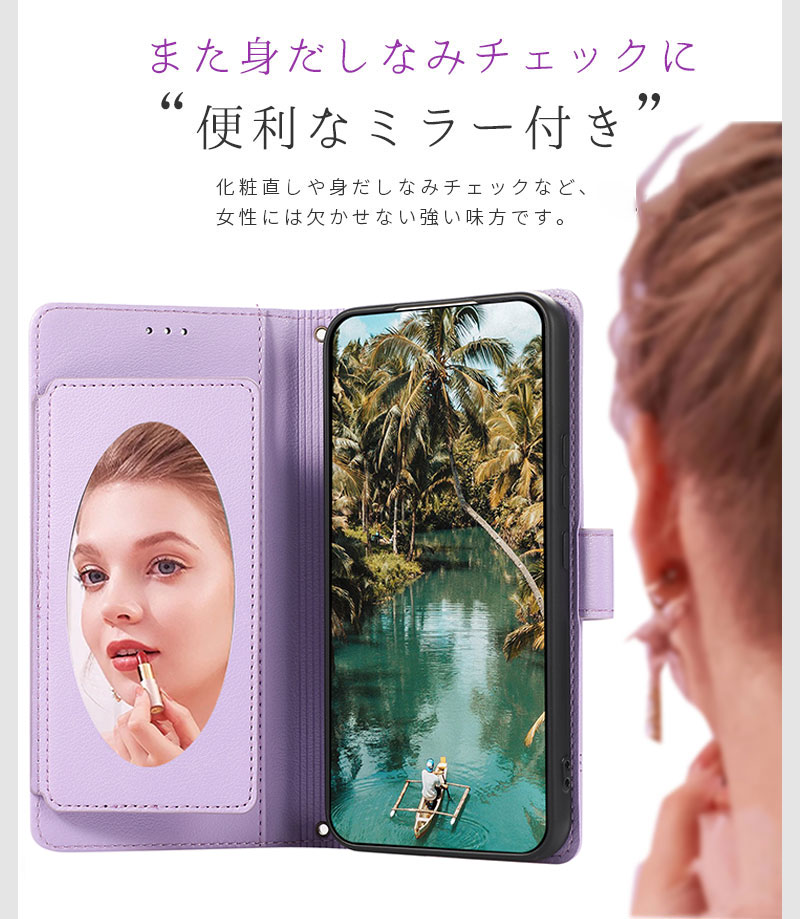 また身だしなみチェックに
“便利なミラー付き”
化粧直しや身だしなみチェックなど、
女性には欠かせない強い味方です。